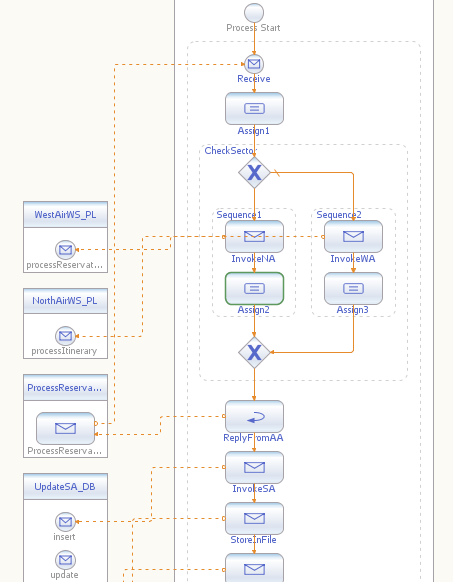 Process Start
Receive
Assign1
CheckSector
WestAirWS_PL
Sequence1
Sequence2
processReservat...
InvokeNA
InvokeWA
NorthAirWS_PL
Assign2
Assign3
processItinerary
ProcessReserva...
ProcessReserva...
ReplyFromAA
UpdateSA_DB
InvokeSA
insert
StoreInFile
update